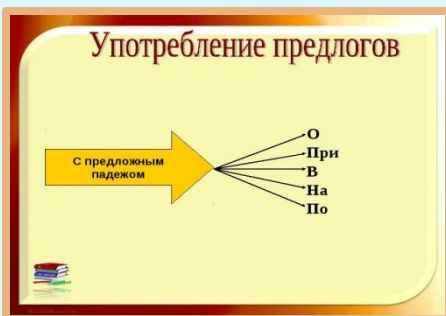 Употребление предлогов
С предложным
падежом
О
При
В
На
По